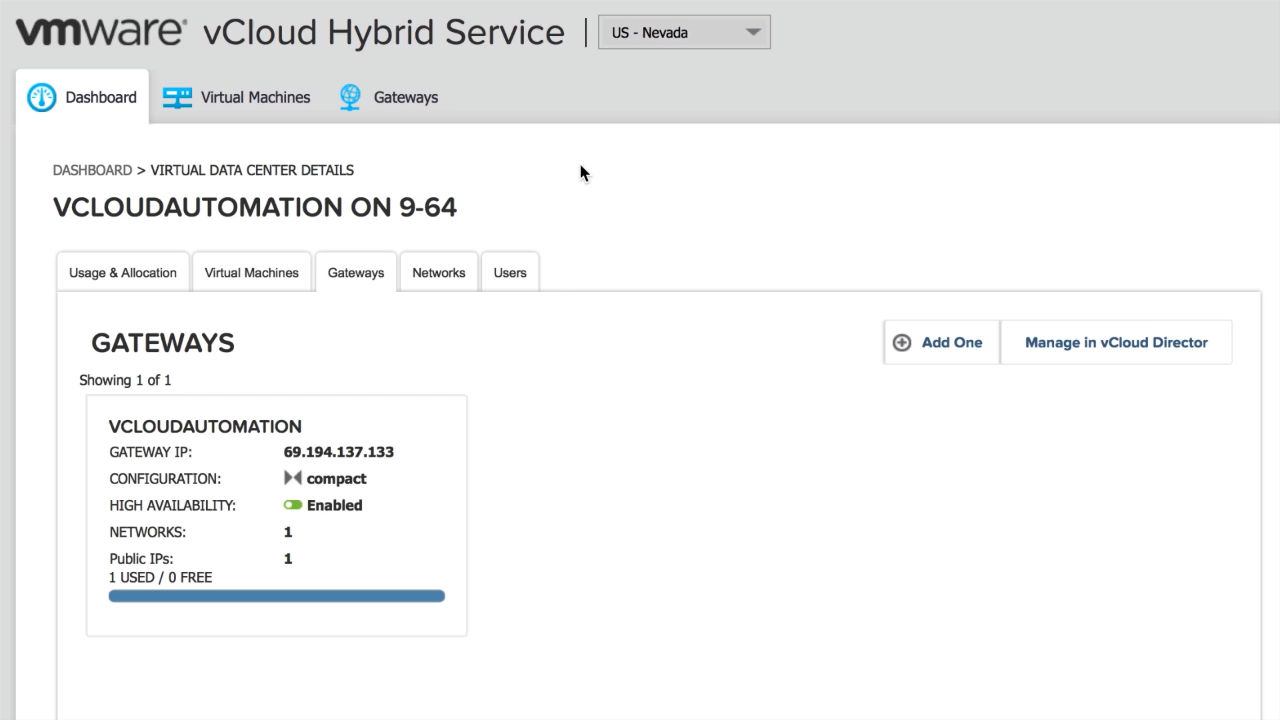 vmware vCloud Hybrid Service | US - Nevada
Dashboard Virtual Machines Gateways
DASHBOARD > VIRTUAL DATA CENTER DETAILS
VCLOUDAUTOMATION ON 9-64
Usage & Allocation Virtual Machines Gateways Networks Users
GATEWAYS Add One Manage in vCloud Director
Showing 1 of 1
VCLOUDAUTOMATION
GATEWAY IP: 69.194.137.133
CONFIGURATION: compact
HIGH AVAILABILITY: Enabled
NETWORKS: 1
Public IPs: 1
1 USED / 0 FREE